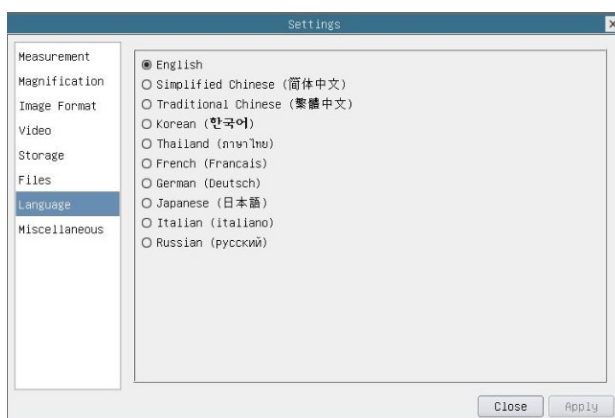 Settings
Measurement
Magnification
Image Format
Video
Storage
Files
Language
Miscellaneous
English
Simplified Chinese (简体中文)
Traditional Chinese (繁體中文)
Korean (한국어)
Thailand (ภาษาไทย)
French (Francais)
German (Deutsch)
Japanese (日本語)
Italian (italiano)
Russian (русский)
Close
Apply